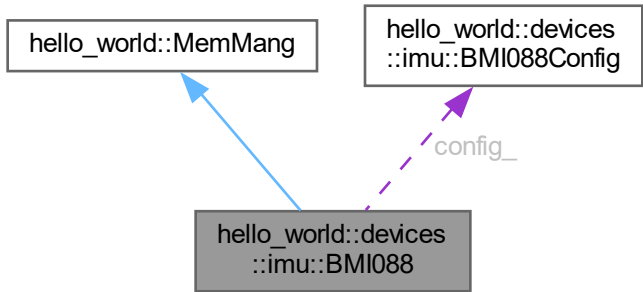 hello_world::MemMang
hello_world::devices
::imu::BMI088Config
config_
hello_world::devices
::imu::BMI088